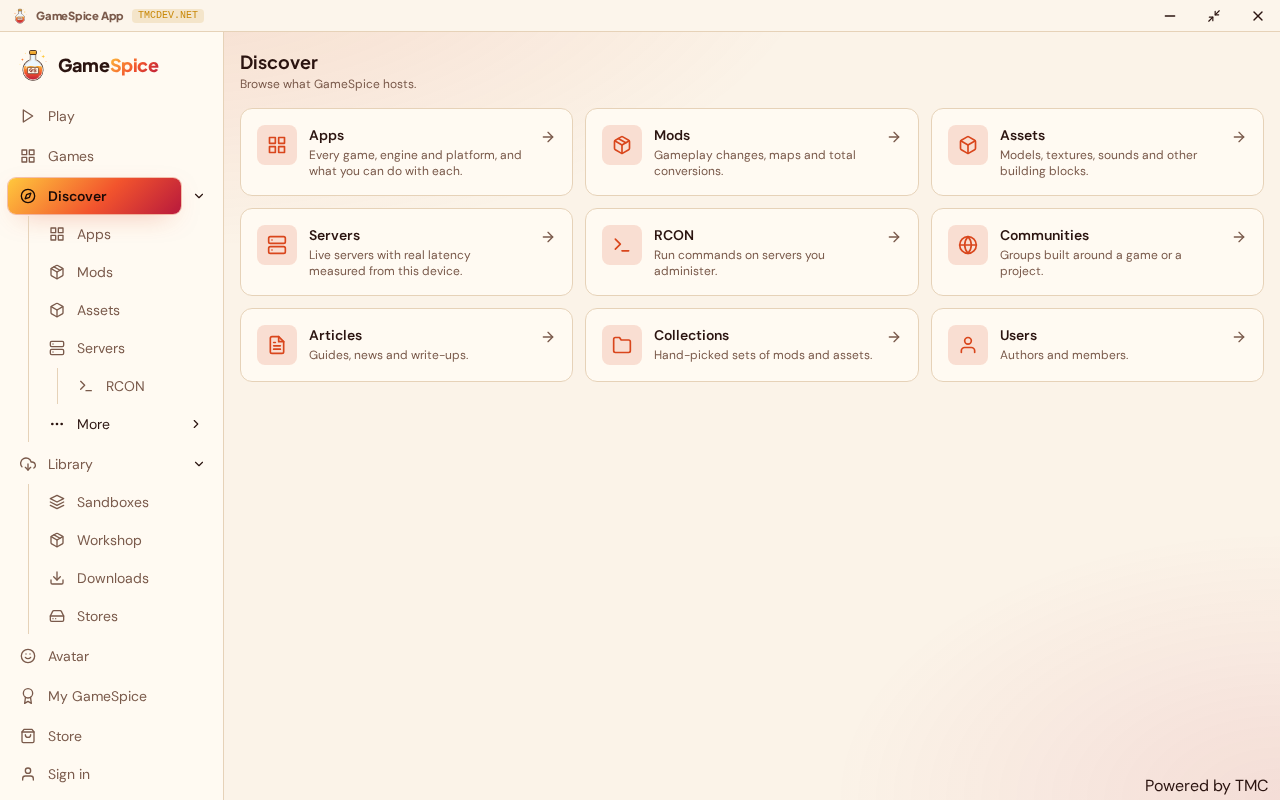 GameSpice App TMCDEV.NET
GameSpice
Play
Games
Discover
Apps
Mods
Assets
Servers
RCON
More
Library
Sandboxes
Workshop
Downloads
Stores
Avatar
My GameSpice
Store
Sign in
Discover
Browse what GameSpice hosts.
Apps
Every game, engine and platform, and
what you can do with each.
Mods
Gameplay changes, maps and total
conversions.
Assets
Models, textures, sounds and other
building blocks.
Servers
Live servers with real latency
measured from this device.
RCON
Run commands on servers you
administer.
Communities
Groups built around a game or a
project.
Articles
Guides, news and write-ups.
Collections
Hand-picked sets of mods and assets.
Users
Authors and members.
Powered by TMC